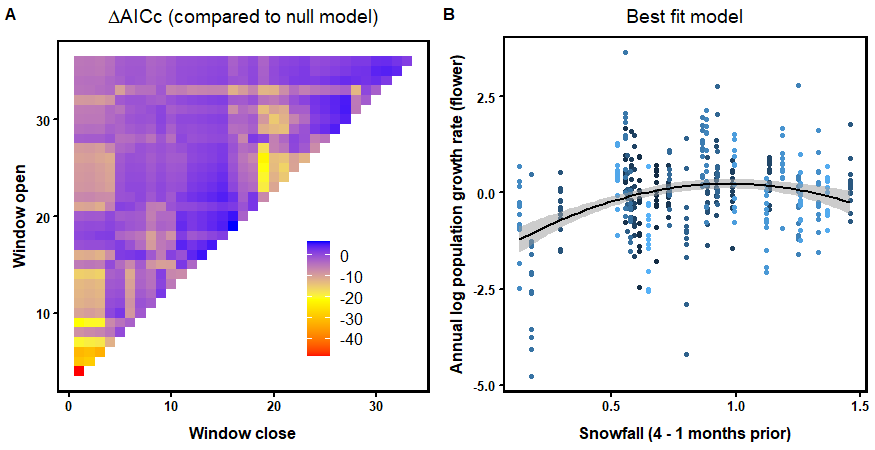 A
ΔAICc (compared to null model)
Window open
30
20
10
0
-10
-20
-30
-40
0
10
20
30
Window close
B
Best fit model
Annual log population growth rate (flower)
2.5
0.0
-2.5
-5.0
0.5
1.0
1.5
Snowfall (4 - 1 months prior)